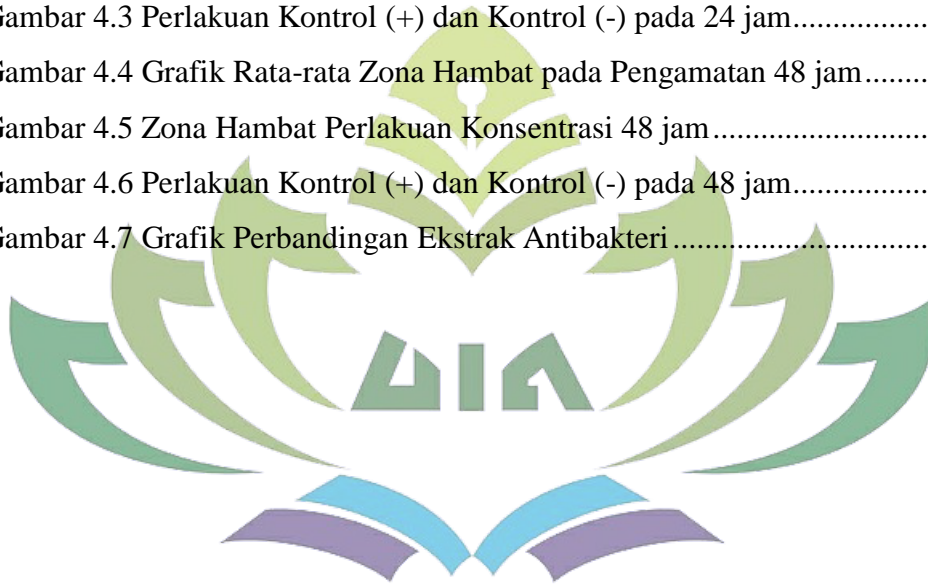 Gambar 4.3 Perlakuan Kontrol (+) dan Kontrol (-) pada 24 jam.................
Gambar 4.4 Grafik Rata-rata Zona Hambat pada Pengamatan 48 jam........
Gambar 4.5 Zona Hambat Perlakuan Konsentrasi 48 jam..........................
Gambar 4.6 Perlakuan Kontrol (+) dan Kontrol (-) pada 48 jam.................
Gambar 4.7 Grafik Perbandingan Ekstrak Antibakteri...............................
UIN